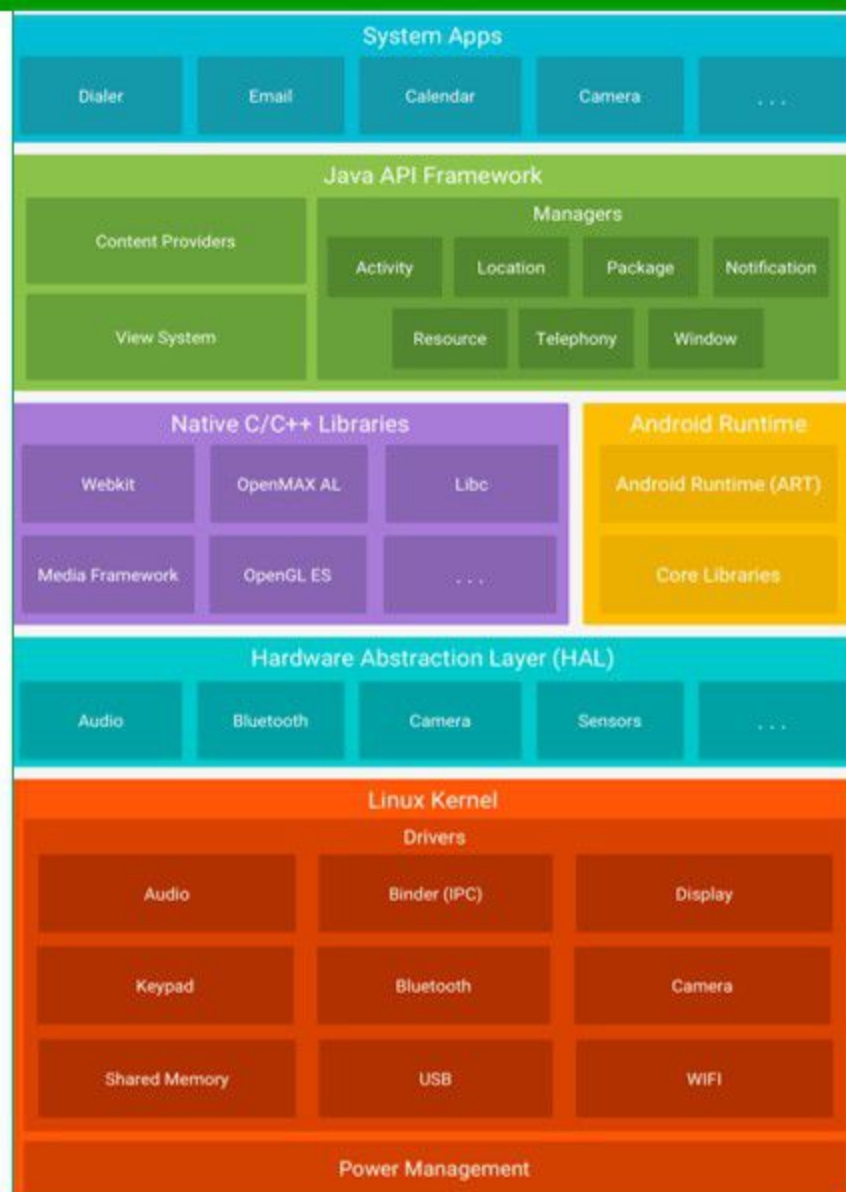 System Apps
Dialer Email Calendar Camera . . .
Java API Framework
Content Providers
View System
Managers
Activity Location Package Notification
Resource Telephony Window
Native C/C++ Libraries
Webkit OpenMAX AL Libc
Media Framework OpenGL ES . . .
Android Runtime
Android Runtime (ART)
Core Libraries
Hardware Abstraction Layer (HAL)
Audio Bluetooth Camera Sensors . . .
Linux Kernel
Drivers
Audio Binder (IPC) Display
Keypad Bluetooth Camera
Shared Memory USB WIFI
Power Management